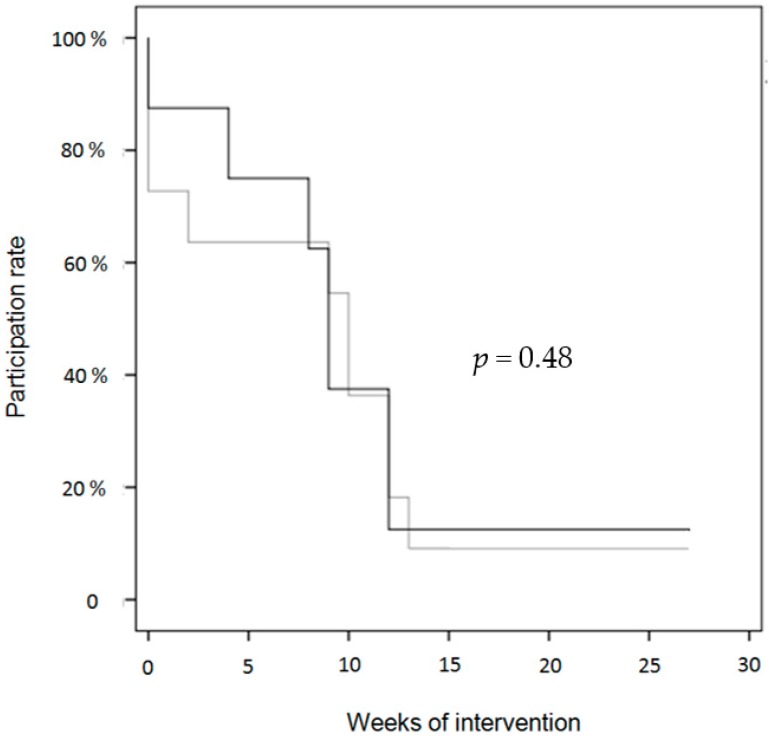 100 %
80 %
60 %
40 %
20 %
0
Participation rate
p = 0.48
0 5 10 15 20 25 30
Weeks of intervention